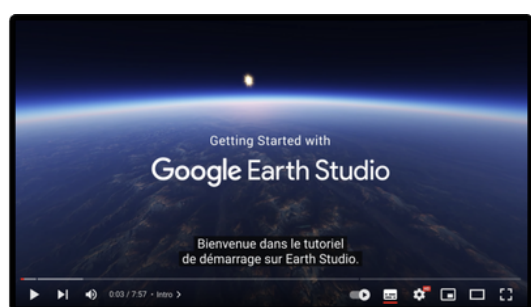 Getting Started with
Google Earth Studio
Bienvenue dans le tutoriel
de démarrage sur Earth Studio.
0:03 / 7:57 • Intro >